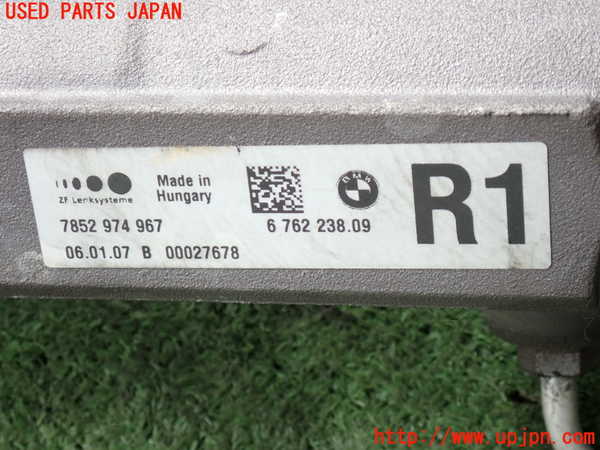 USED PARTS JAPAN
ZF Lenksysteme
Made in
Hungary
BMW
R1
7852 974 967
6 762 238.09
06.01.07 B 00027678
http://www.upjpn.com/